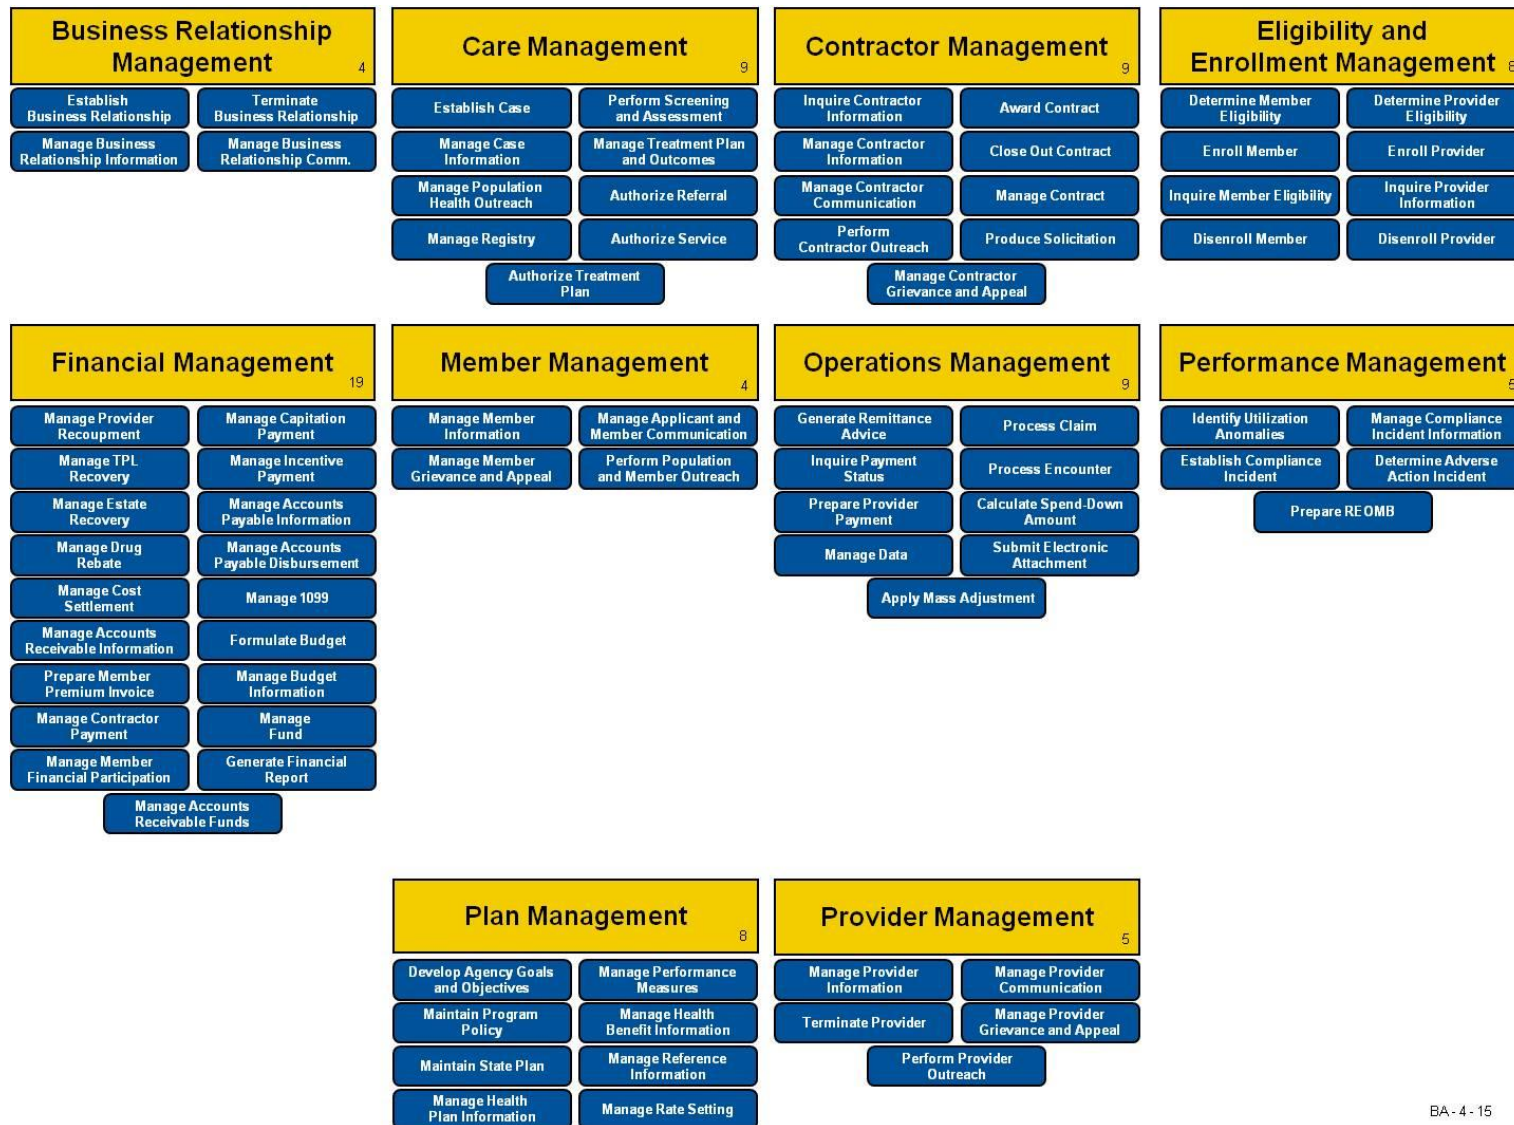 Business Relationship
Management
4
Establish
Business Relationship
Terminate
Business Relationship
Manage Business
Relationship Information
Manage Business
Relationship Comm.
Care Management
9
Establish Case
Perform Screening
and Assessment
Manage Case
Information
Manage Treatment Plan
and Outcomes
Manage Population
Health Outreach
Authorize Referral
Manage Registry
Authorize Service
Authorize Treatment
Plan
Contractor Management
9
Inquire Contractor
Information
Award Contract
Manage Contractor
Information
Close Out Contract
Manage Contractor
Communication
Manage Contract
Perform
Contractor Outreach
Produce Solicitation
Manage Contractor
Grievance and Appeal
Eligibility and
Enrollment Management
Determine Member
Eligibility
Determine Provider
Eligibility
Enroll Member
Enroll Provider
Inquire Member Eligibility
Inquire Provider
Information
Disenroll Member
Disenroll Provider
Financial Management
19
Manage Provider
Recoupment
Manage Capitation
Payment
Manage TPL
Recovery
Manage Incentive
Payment
Manage Estate
Recovery
Manage Accounts
Payable Information
Manage Drug
Rebate
Manage Accounts
Payable Disbursement
Manage Cost
Settlement
Manage 1099
Manage Accounts
Receivable Information
Formulate Budget
Prepare Member
Premium Invoice
Manage Budget
Information
Manage Contractor
Payment
Manage
Fund
Manage Member
Financial Participation
Generate Financial
Report
Manage Accounts
Receivable Funds
Member Management
4
Manage Member
Information
Manage Applicant and
Member Communication
Manage Member
Grievance and Appeal
Perform Population
and Member Outreach
Operations Management
9
Generate Remittance
Advice
Process Claim
Inquire Payment
Status
Process Encounter
Prepare Provider
Payment
Calculate Spend-Down
Amount
Manage Data
Submit Electronic
Attachment
Apply Mass Adjustment
Performance Management
5
Identify Utilization
Anomalies
Manage Compliance
Incident Information
Establish Compliance
Incident
Determine Adverse
Action Incident
Prepare REOMB
Plan Management
8
Develop Agency Goals
and Objectives
Manage Performance
Measures
Maintain Program
Policy
Manage Health
Benefit Information
Maintain State Plan
Manage Reference
Information
Manage Health
Plan Information
Manage Rate Setting
Provider Management
5
Manage Provider
Information
Manage Provider
Communication
Terminate Provider
Manage Provider
Grievance and Appeal
Perform Provider
Outreach
BA - 4 - 15